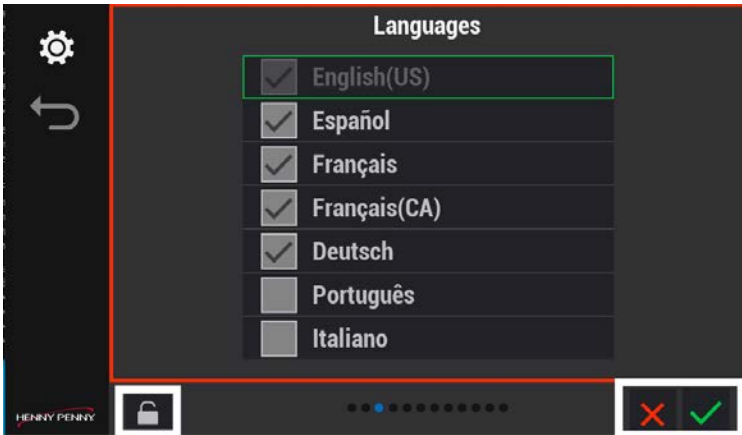 Languages
English(US)
Español
Français
Français(CA)
Deutsch
Português
Italiano
HENNY PENNY